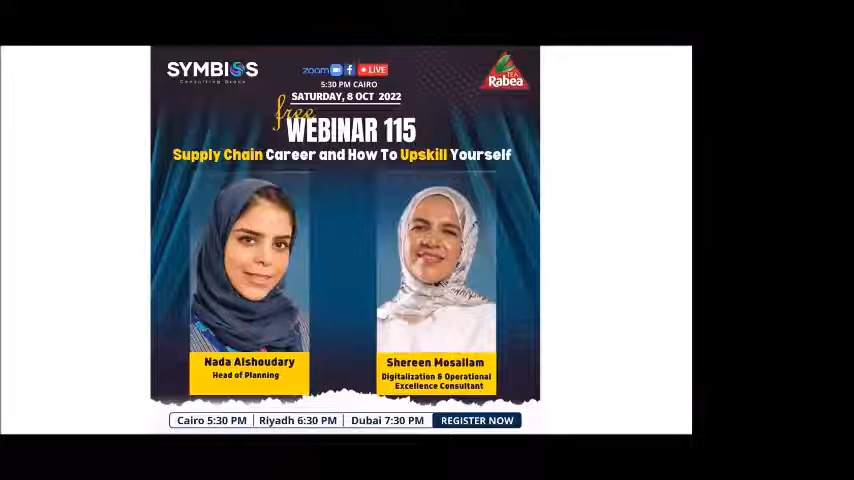 SYMBIOS
Consulting Group
zoom f LIVE
5:30 PM CAIRO
SATURDAY, 8 OCT 2022
free
WEBINAR 115
Supply Chain Career and How To Upskill Yourself
TEA
Rabea
Nada Alshoudary
Head of Planning
Shereen Mosallam
Digitalization & Operational
Excellence Consultant
Cairo 5:30 PM | Riyadh 6:30 PM | Dubai 7:30 PM
REGISTER NOW